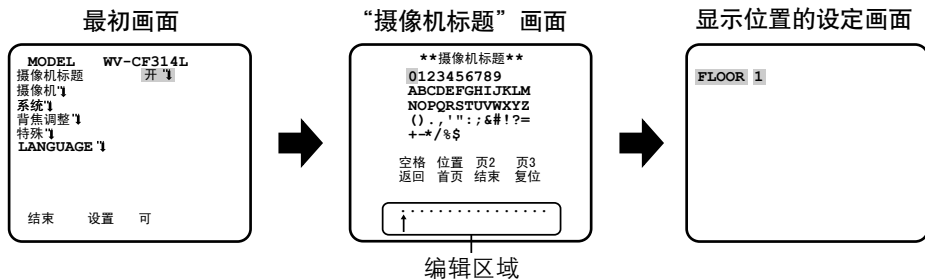 最初画面
MODEL WV-CF314L
摄像机标题 开
摄像机
系统
背焦调整
特殊
LANGUAGE
结束 设置 可
“摄像机标题”画面
**摄像机标题**
0123456789
ABCDEFGHIJKLM
NOPQRSTUVWXYZ
().,'":;&#!?=
+-*/%$
空格 位置 页2 页3
返回 首页 结束 复位
................
编辑区域
显示位置的设定画面
FLOOR 1